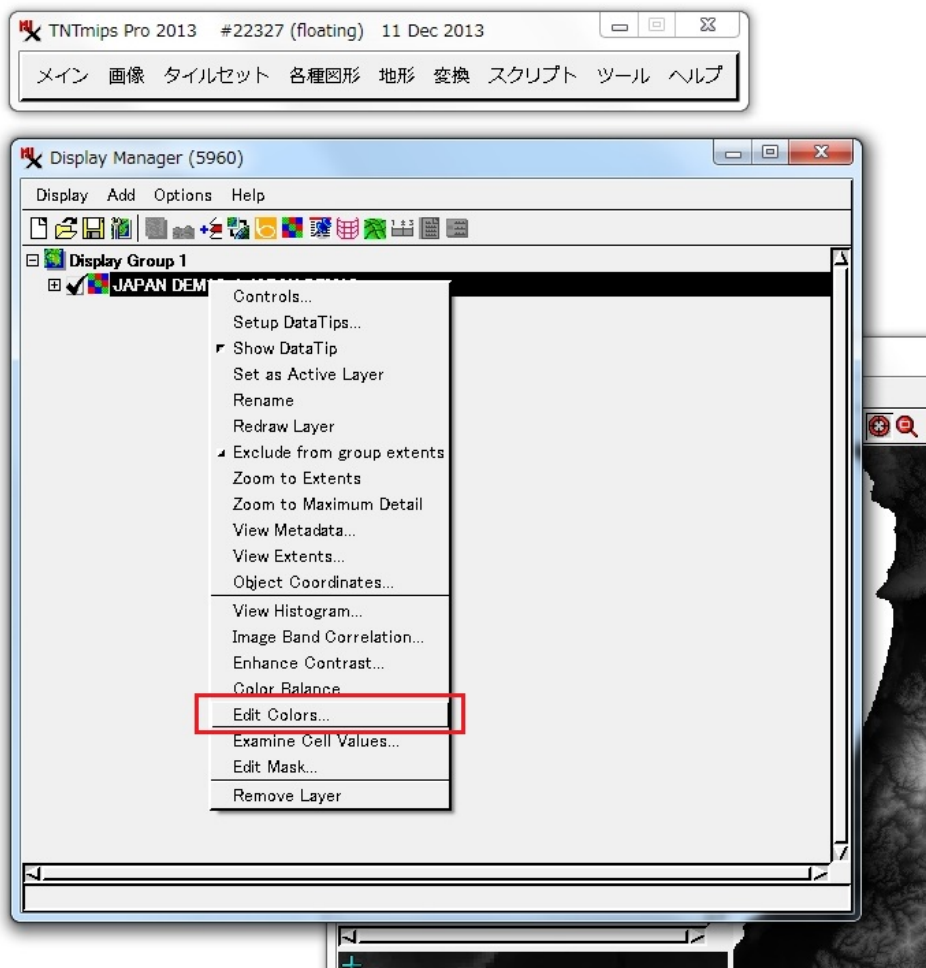 TNTmips Pro 2013 #22327 (floating) 11 Dec 2013
メイン 画像 タイルセット 各種図形 地形 変換 スクリプト ツール ヘルプ
Display Manager (5960)
Display Add Options Help
Display Group 1
JAPAN DEM
Controls...
Setup DataTips...
Show DataTip
Set as Active Layer
Rename
Redraw Layer
Exclude from group extents
Zoom to Extents
Zoom to Maximum Detail
View Metadata...
View Extents...
Object Coordinates...
View Histogram...
Image Band Correlation...
Enhance Contrast...
Color Balance
Edit Colors...
Examine Cell Values...
Edit Mask...
Remove Layer